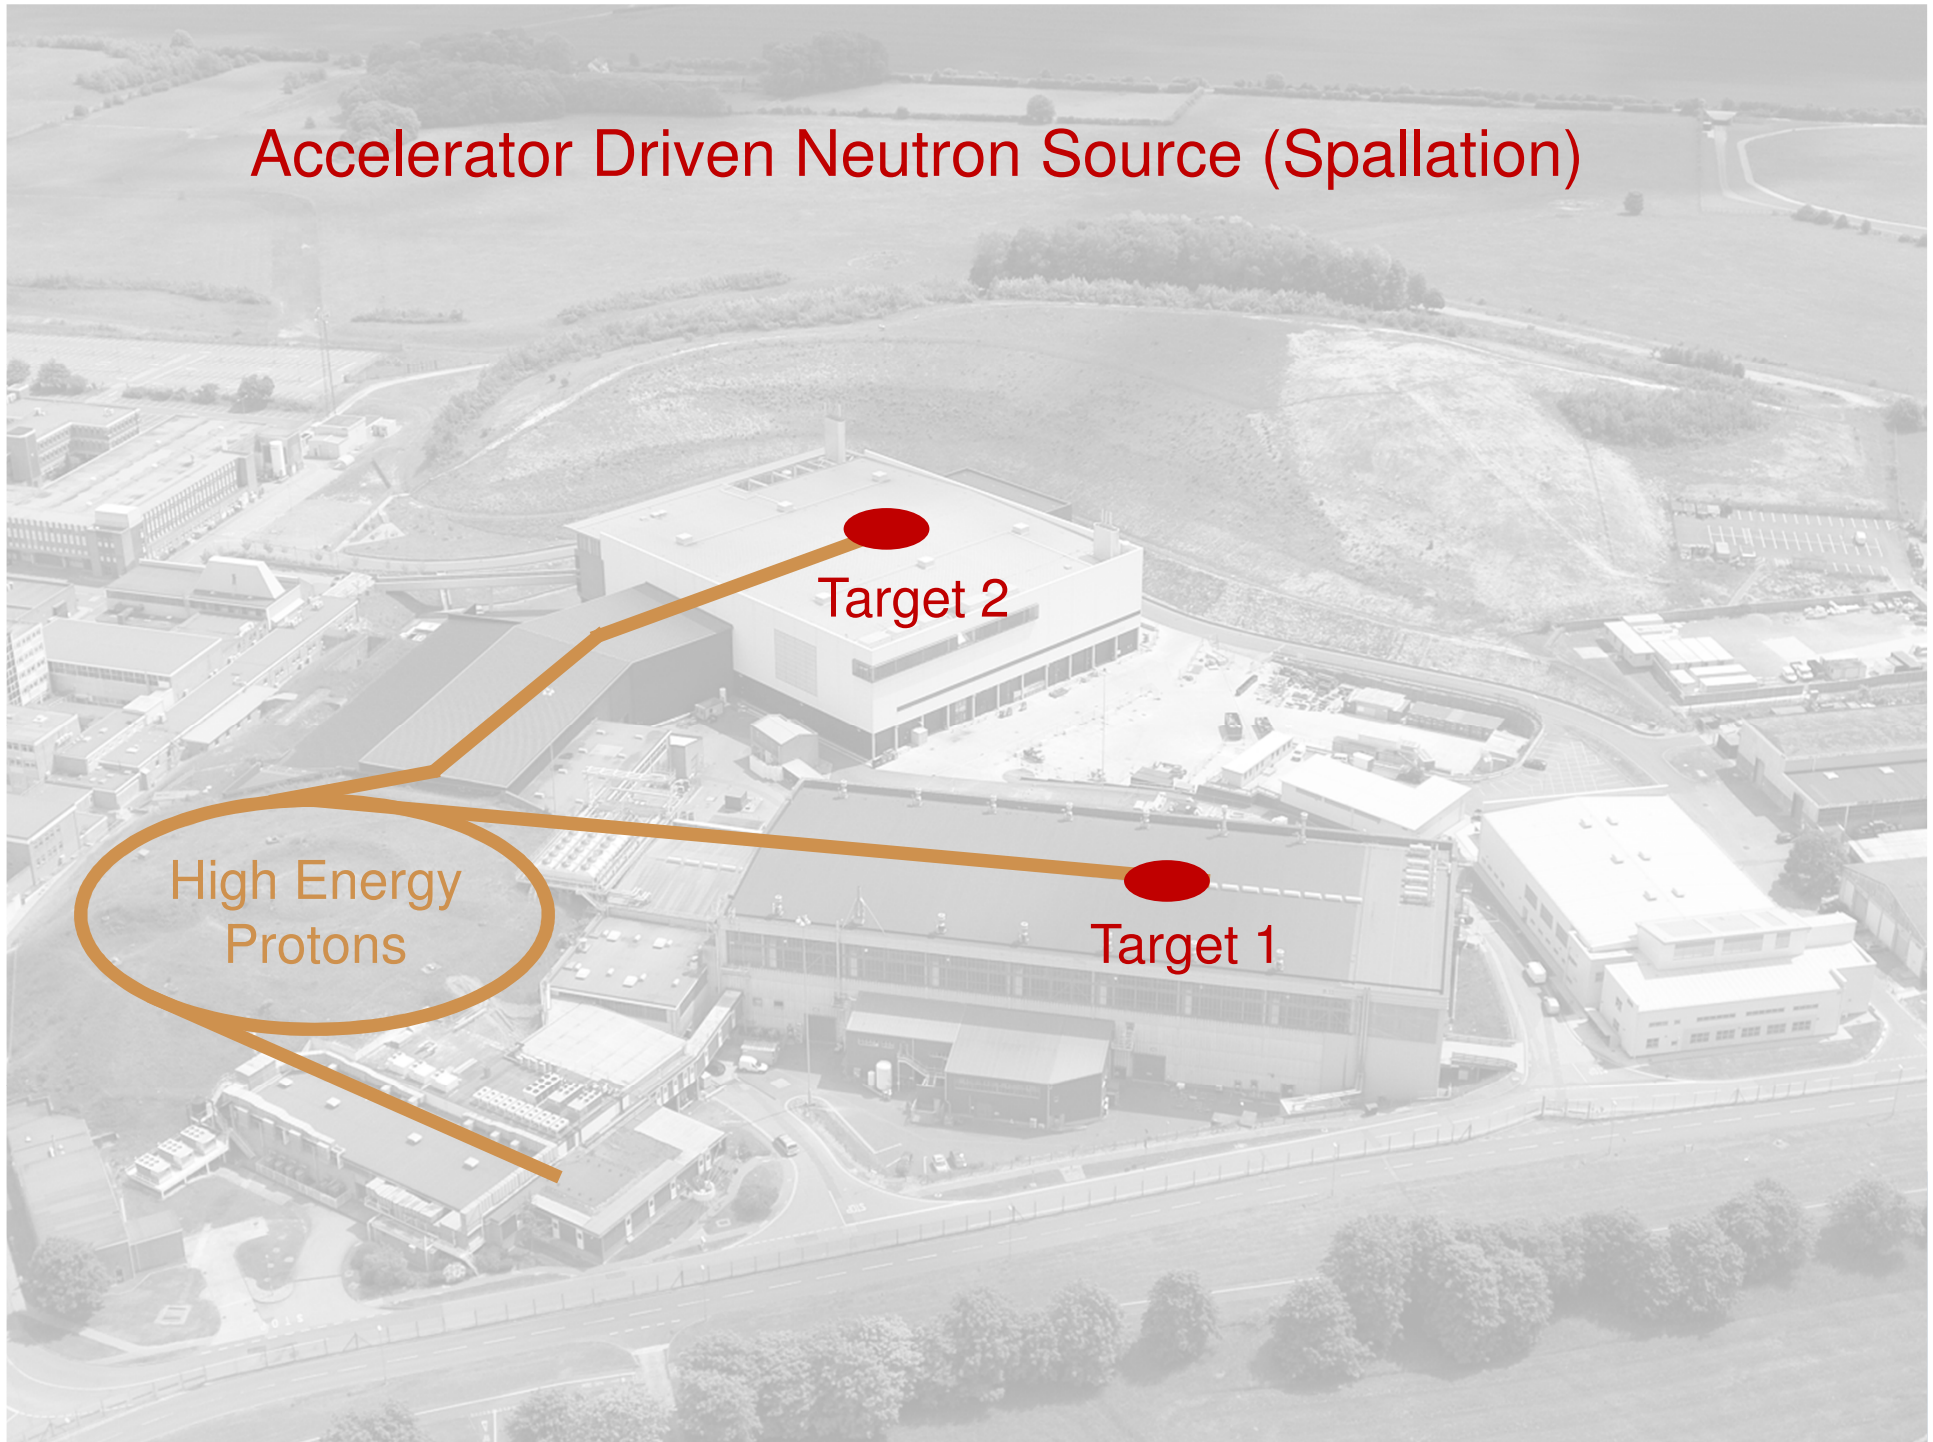 Accelerator Driven Neutron Source (Spallation)
Target 2
High Energy
Protons
Target 1